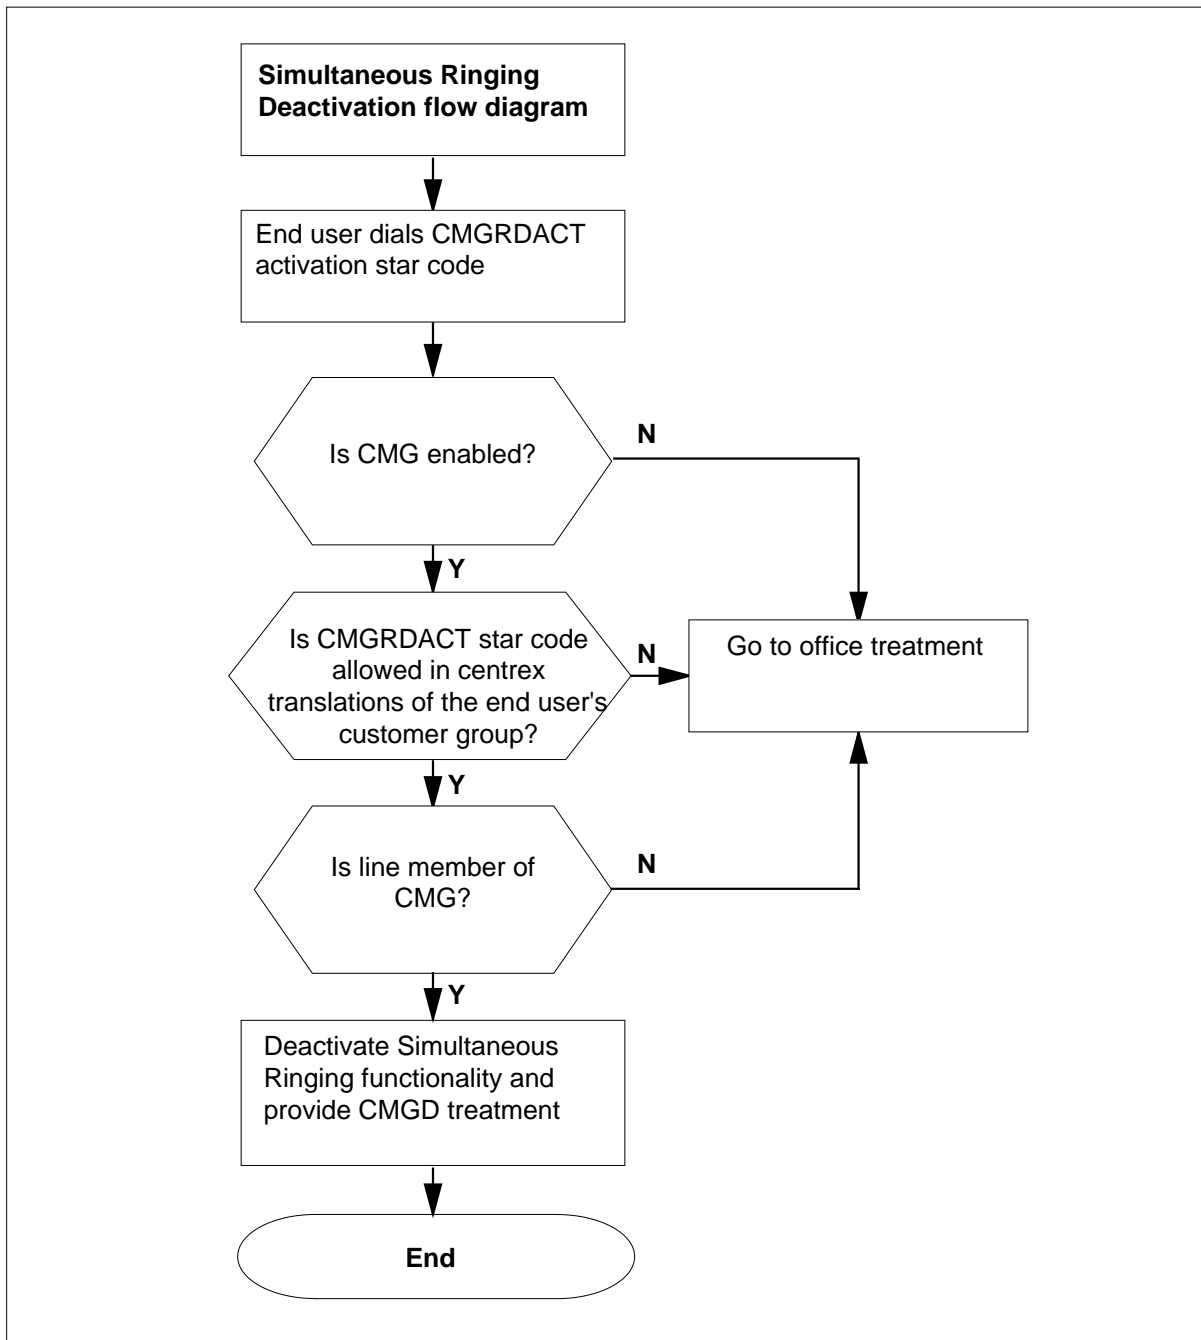 Simultaneous Ringing
Deactivation flow diagram
End user dials CMGRDACT
activation star code
Is CMG enabled?
N
Y
Is CMGRDACT star code
allowed in centrex
translations of the end user's
customer group?
N
Go to office treatment
Y
Is line member of
CMG?
N
Y
Deactivate Simultaneous
Ringing functionality and
provide CMGD treatment
End